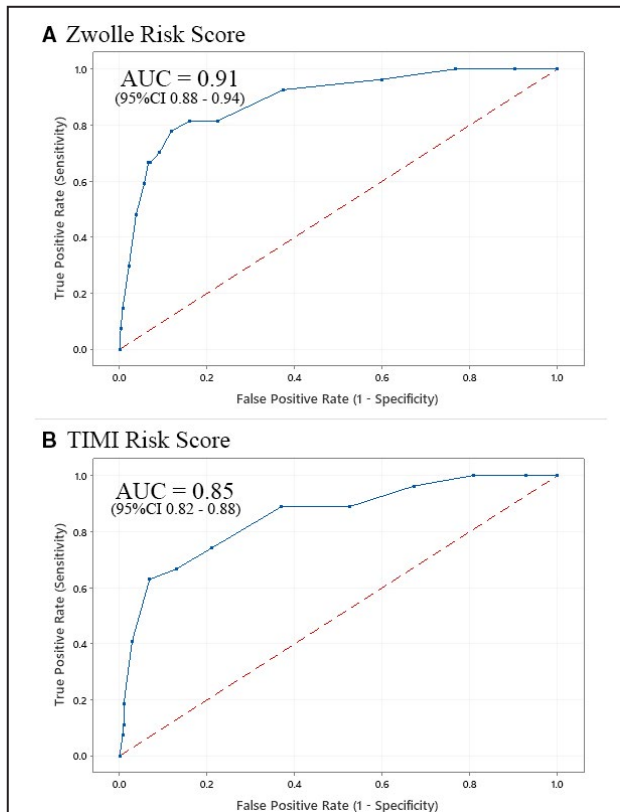 A Zwolle Risk Score
AUC = 0.91
(95%CI 0.88 - 0.94)
True Positive Rate (Sensitivity)
1.0
0.8
0.6
0.4
0.2
0.0
0.0 0.2 0.4 0.6 0.8 1.0
False Positive Rate (1 - Specificity)
B TIMI Risk Score
AUC = 0.85
(95%CI 0.82 - 0.88)
True Positive Rate (Sensitivity)
1.0
0.8
0.6
0.4
0.2
0.0
0.0 0.2 0.4 0.6 0.8 1.0
False Positive Rate (1 - Specificity)